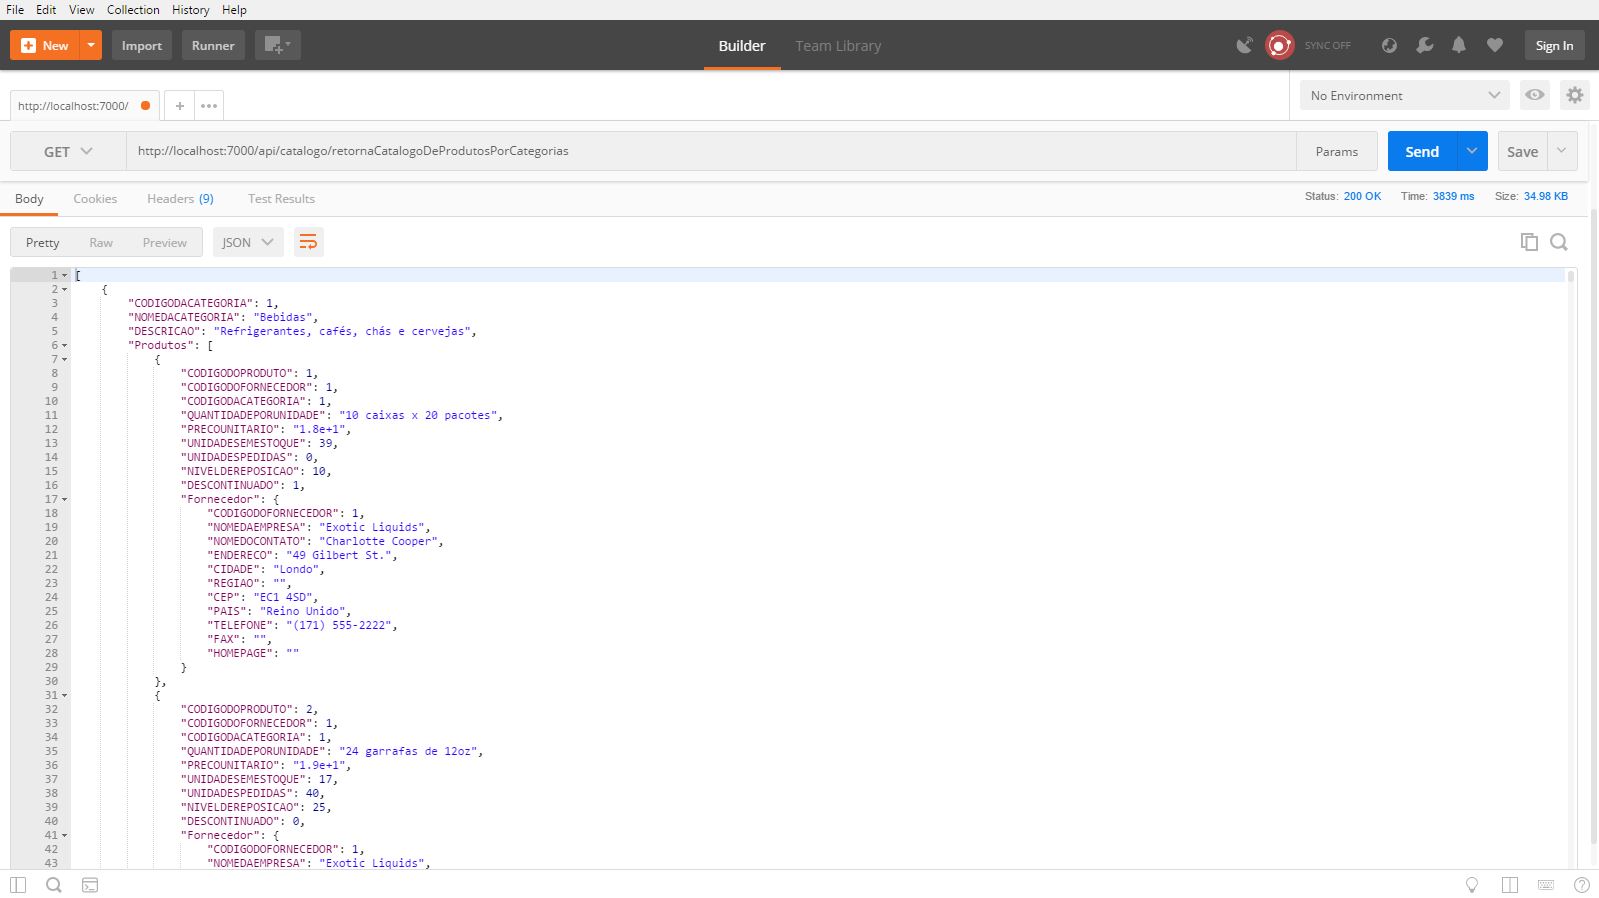 File Edit View Collection History Help
New Import Runner Builder Team Library SYNC OFF Sign In
http://localhost:7000/ + ••• No Environment
GET http://localhost:7000/api/catalogo/retornaCatalogoDeProdutosPorCategorias Params Send Save
Body Cookies Headers (9) Test Results Status: 200 OK Time: 3839 ms Size: 34.98 KB
Pretty Raw Preview JSON
1 [
2 {
3 "CODIGODACATEGORIA": 1,
4 "NOMEDACATEGORIA": "Bebidas",
5 "DESCRICAO": "Refrigerantes, cafés, chás e cervejas",
6 "Produtos": [
7 {
8 "CODIGODOPRODUTO": 1,
9 "CODIGODOFORNECEDOR": 1,
10 "CODIGODACATEGORIA": 1,
11 "QUANTIDADEPORUNIDADE": "10 caixas x 20 pacotes",
12 "PRECOUNITARIO": "1.8e+1",
13 "UNIDADESEMESTOQUE": 39,
14 "UNIDADESPEDIDAS": 0,
15 "NIVELDEREPOSICAO": 10,
16 "DESCONTINUADO": 1,
17 "Fornecedor": {
18 "CODIGODOFORNECEDOR": 1,
19 "NOMEDAEMPRESA": "Exotic Liquids",
20 "NOMEDOCONTATO": "Charlotte Cooper",
21 "ENDERECO": "49 Gilbert St.",
22 "CIDADE": "Londo",
23 "REGIAO": "",
24 "CEP": "EC1 4SD",
25 "PAIS": "Reino Unido",
26 "TELEFONE": "(171) 555-2222",
27 "FAX": "",
28 "HOMEPAGE": ""
29 }
30 },
31 {
32 "CODIGODOPRODUTO": 2,
33 "CODIGODOFORNECEDOR": 1,
34 "CODIGODACATEGORIA": 1,
35 "QUANTIDADEPORUNIDADE": "24 garrafas de 12oz",
36 "PRECOUNITARIO": "1.9e+1",
37 "UNIDADESEMESTOQUE": 17,
38 "UNIDADESPEDIDAS": 40,
39 "NIVELDEREPOSICAO": 25,
40 "DESCONTINUADO": 0,
41 "Fornecedor": {
42 "CODIGODOFORNECEDOR": 1,
43 "NOMEDAEMPRESA": "Exotic Liquids",